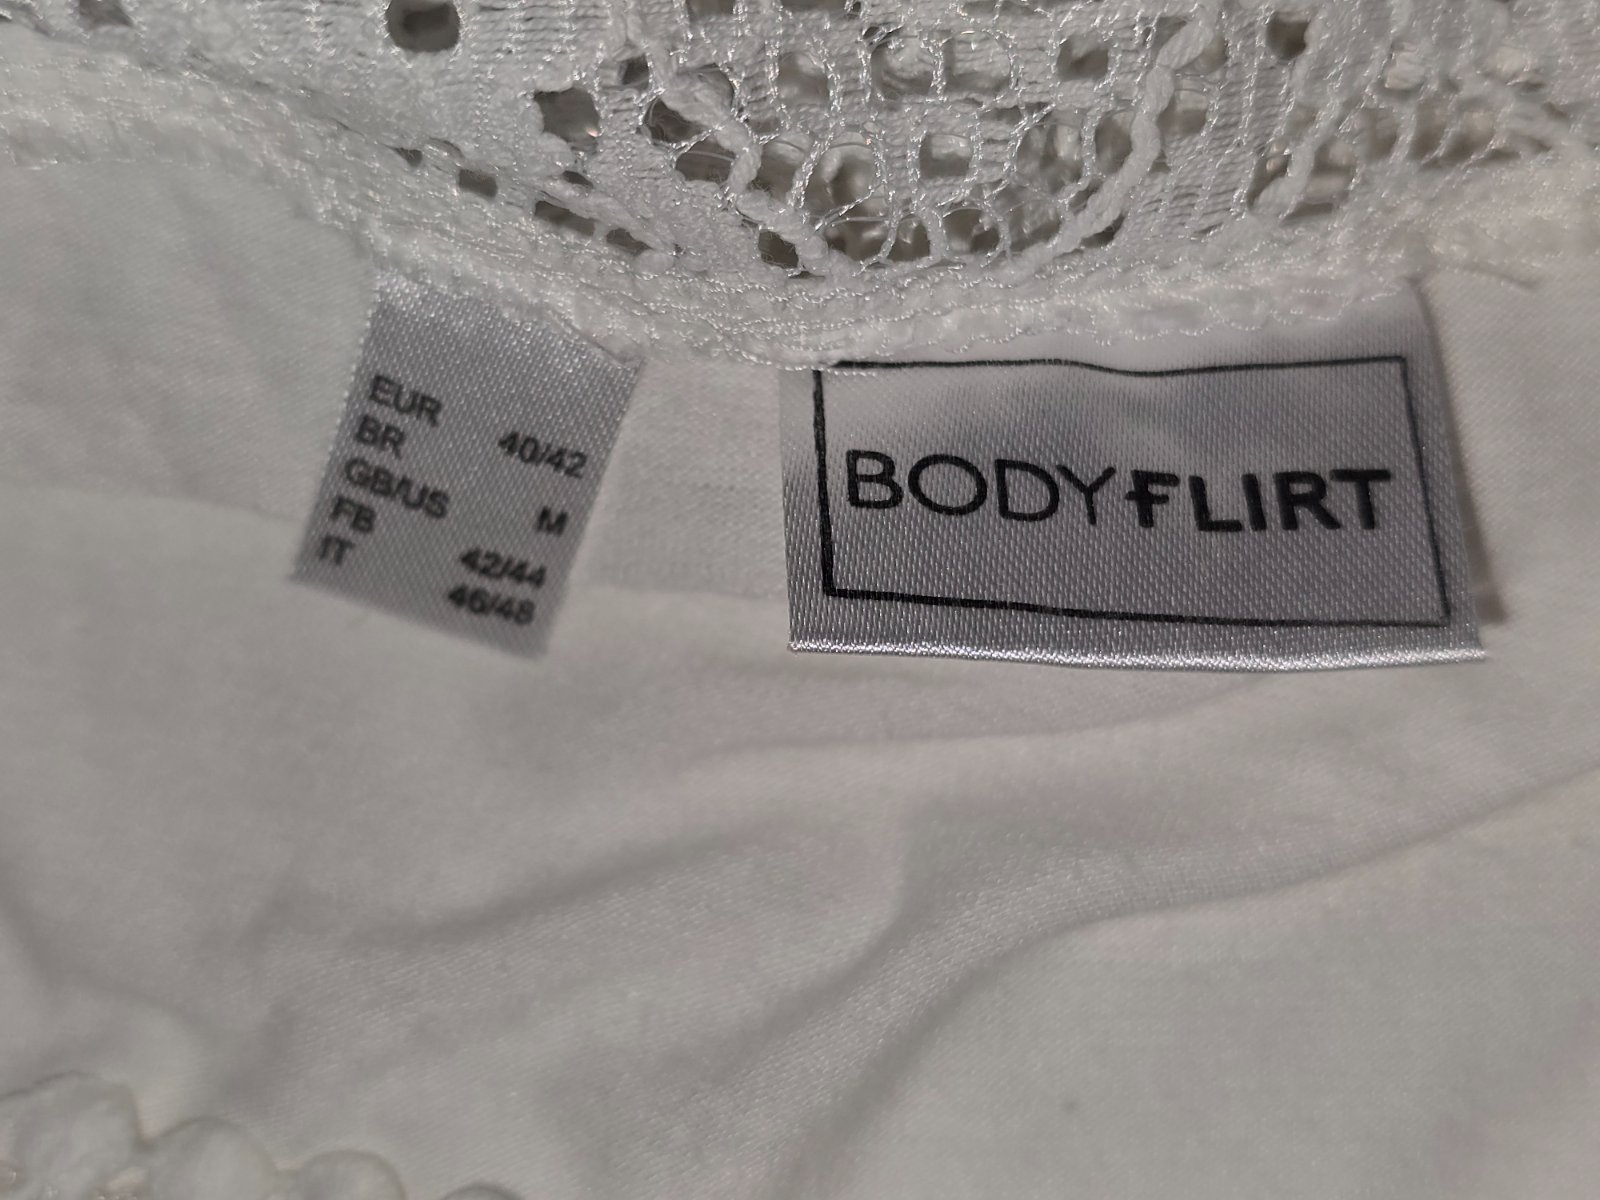 EUR 40/42
BR
GB/US M
FB 42/44
IT 46/48
BODYFLIRT